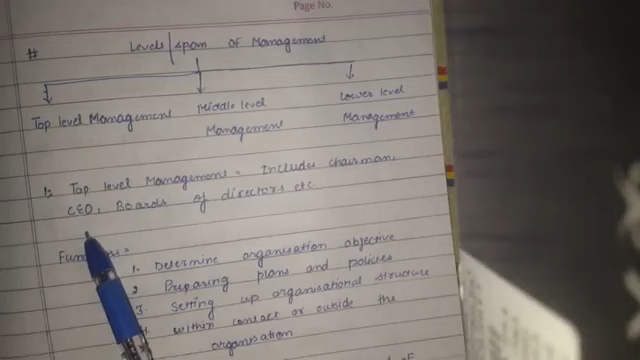 Page No.
# Levels | span of Management
Top level Management Middle level Management Lower level Management
1: Top level Management = Includes chairman,
CEO, Boards of directors etc.
1. Determine organisation objective
2 Preparing plans and policies
3. Setting up organisational structure
within contact or outside the
organisation